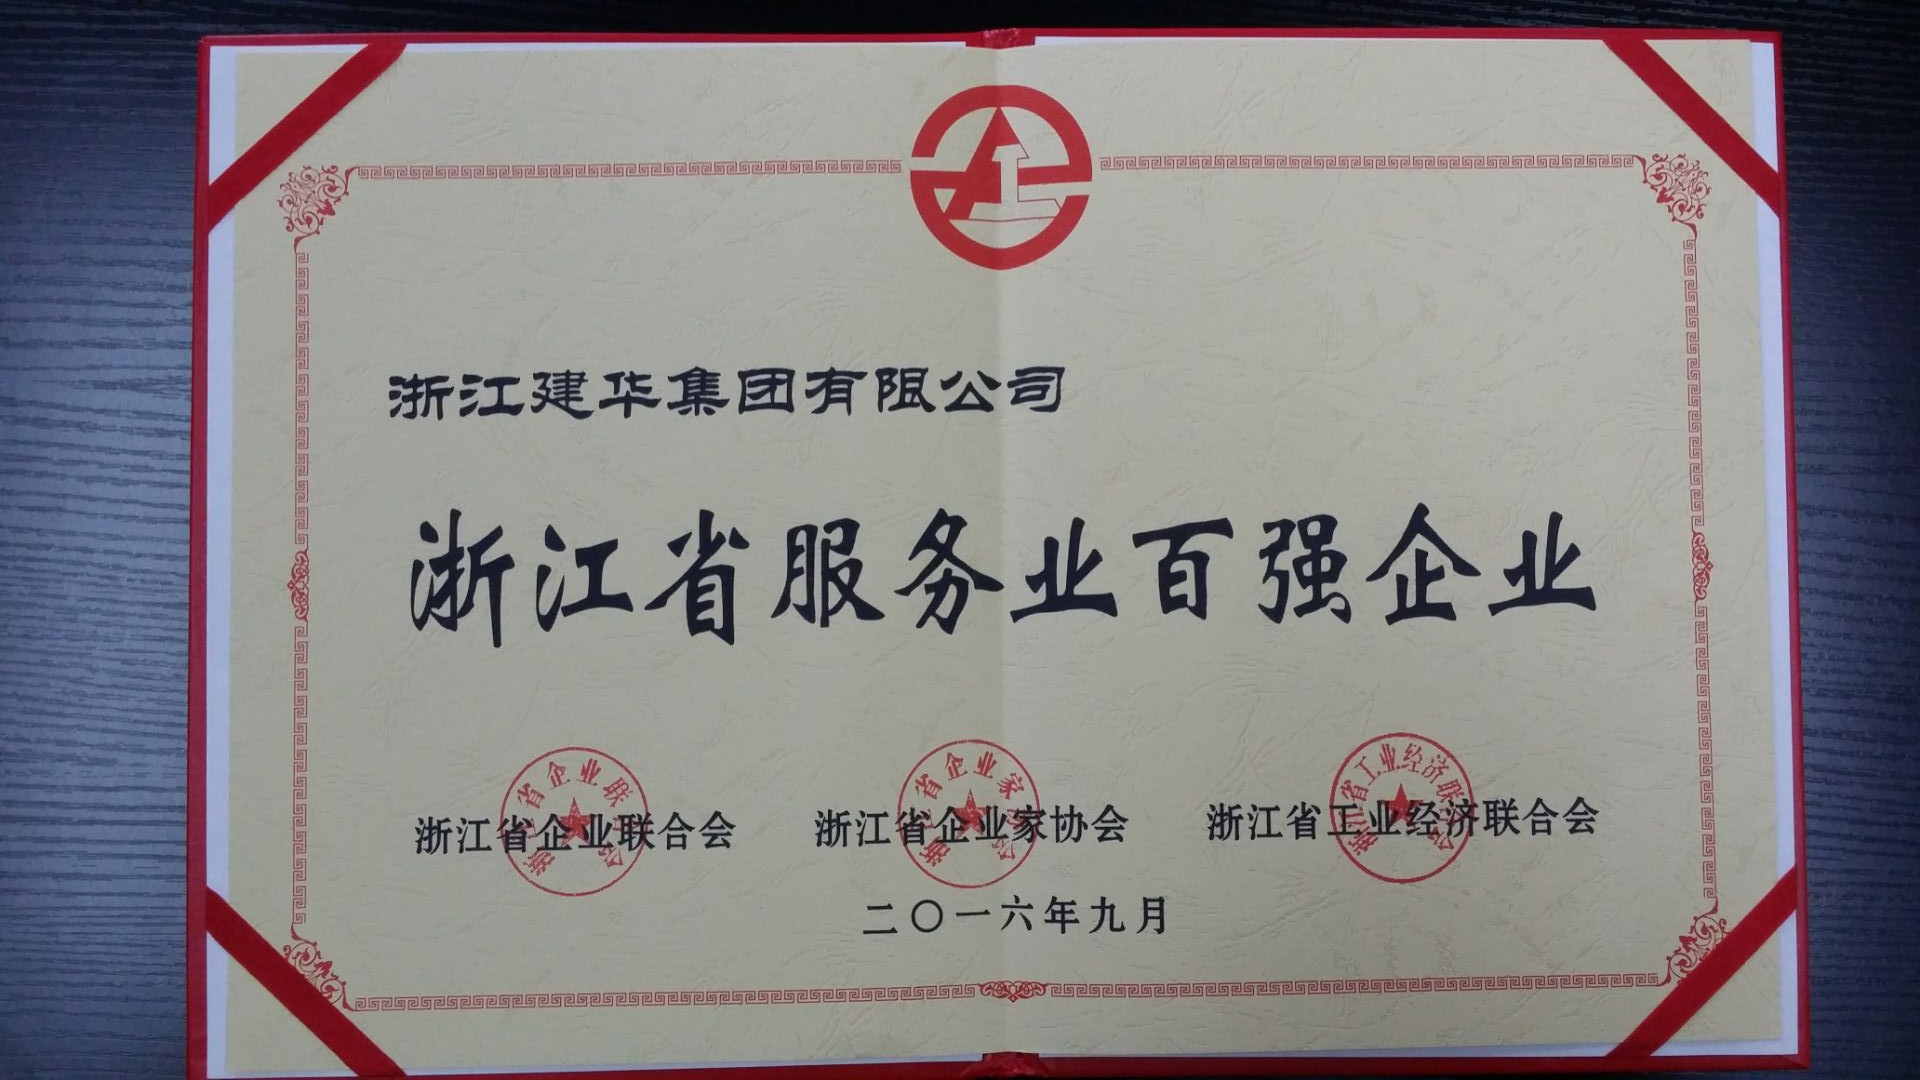 浙江建华集团有限公司
浙江省服务业百强企业
浙江省企业联合会 浙江省企业家协会 浙江省工业经济联合会
二〇一六年九月